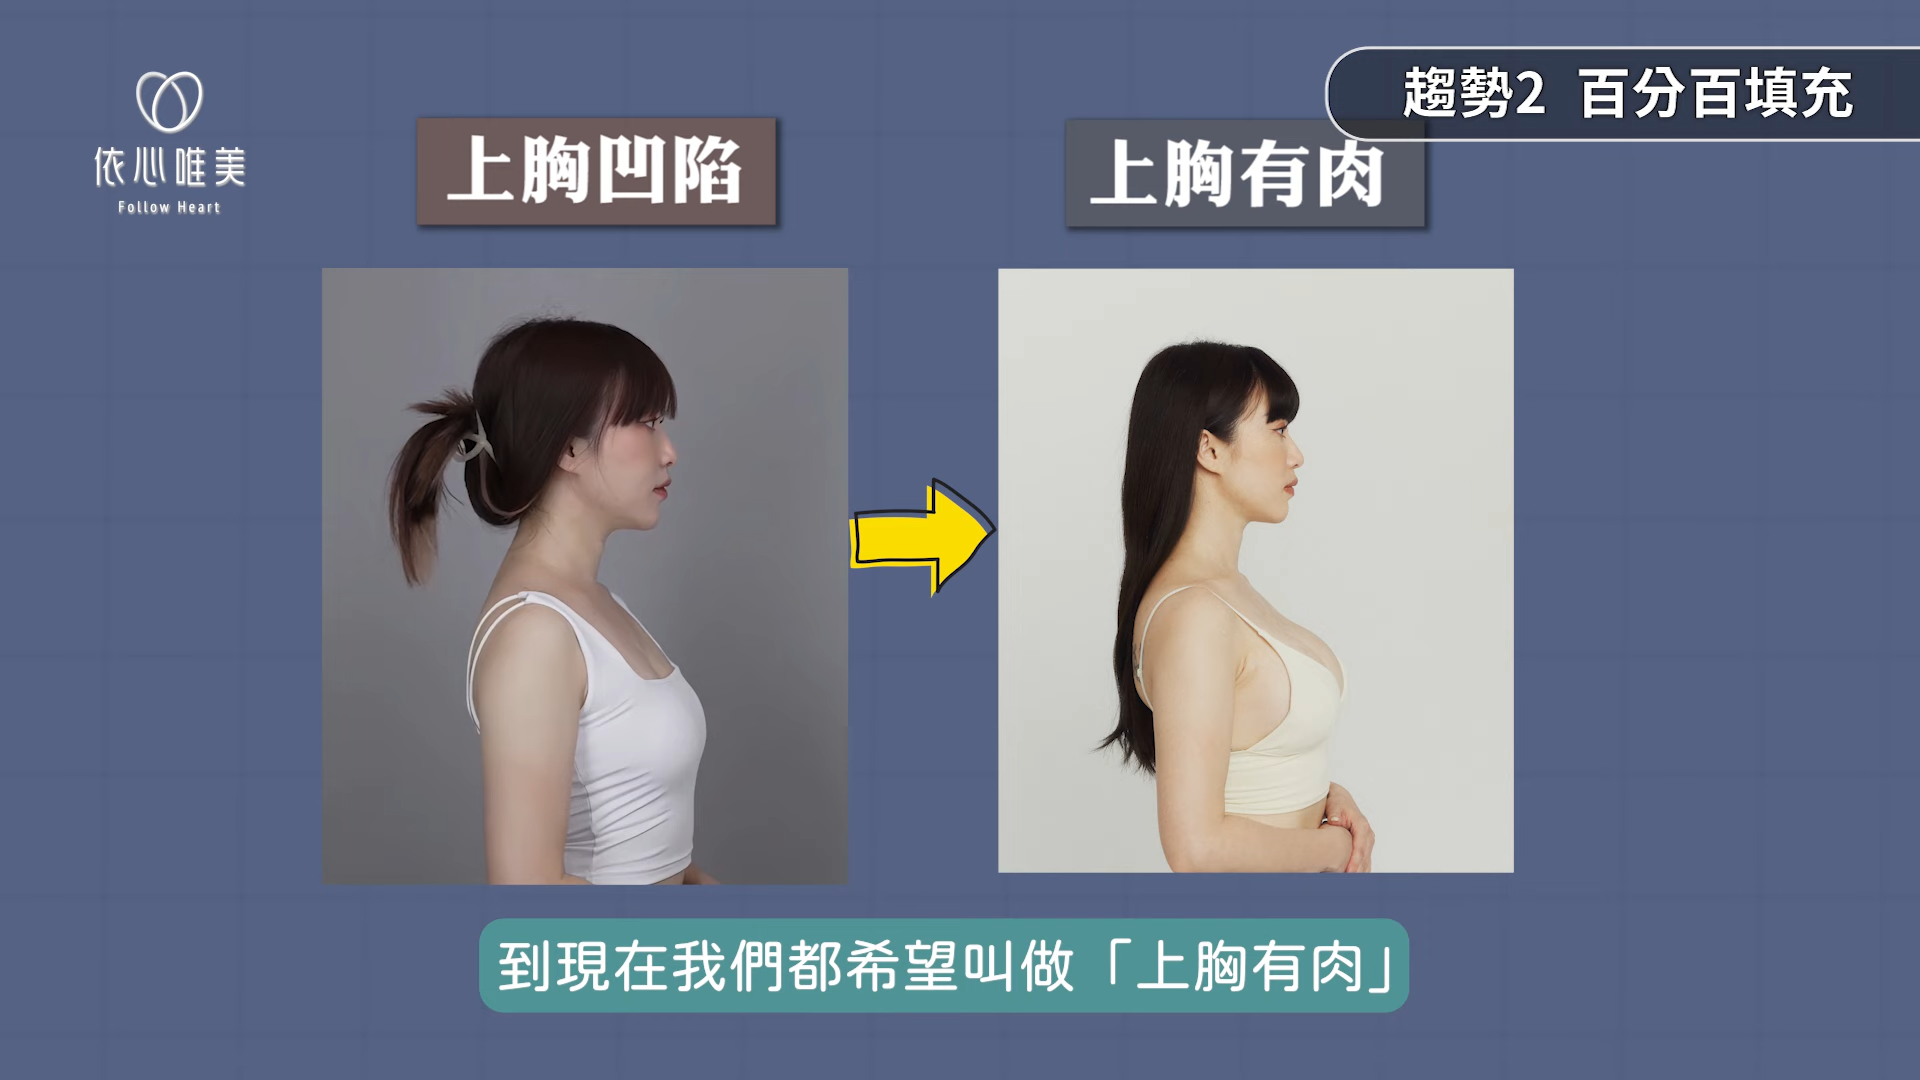 依心唯美
Follow Heart
趨勢2 百分百填充
上胸凹陷
上胸有肉
到現在我們都希望叫做「上胸有肉」